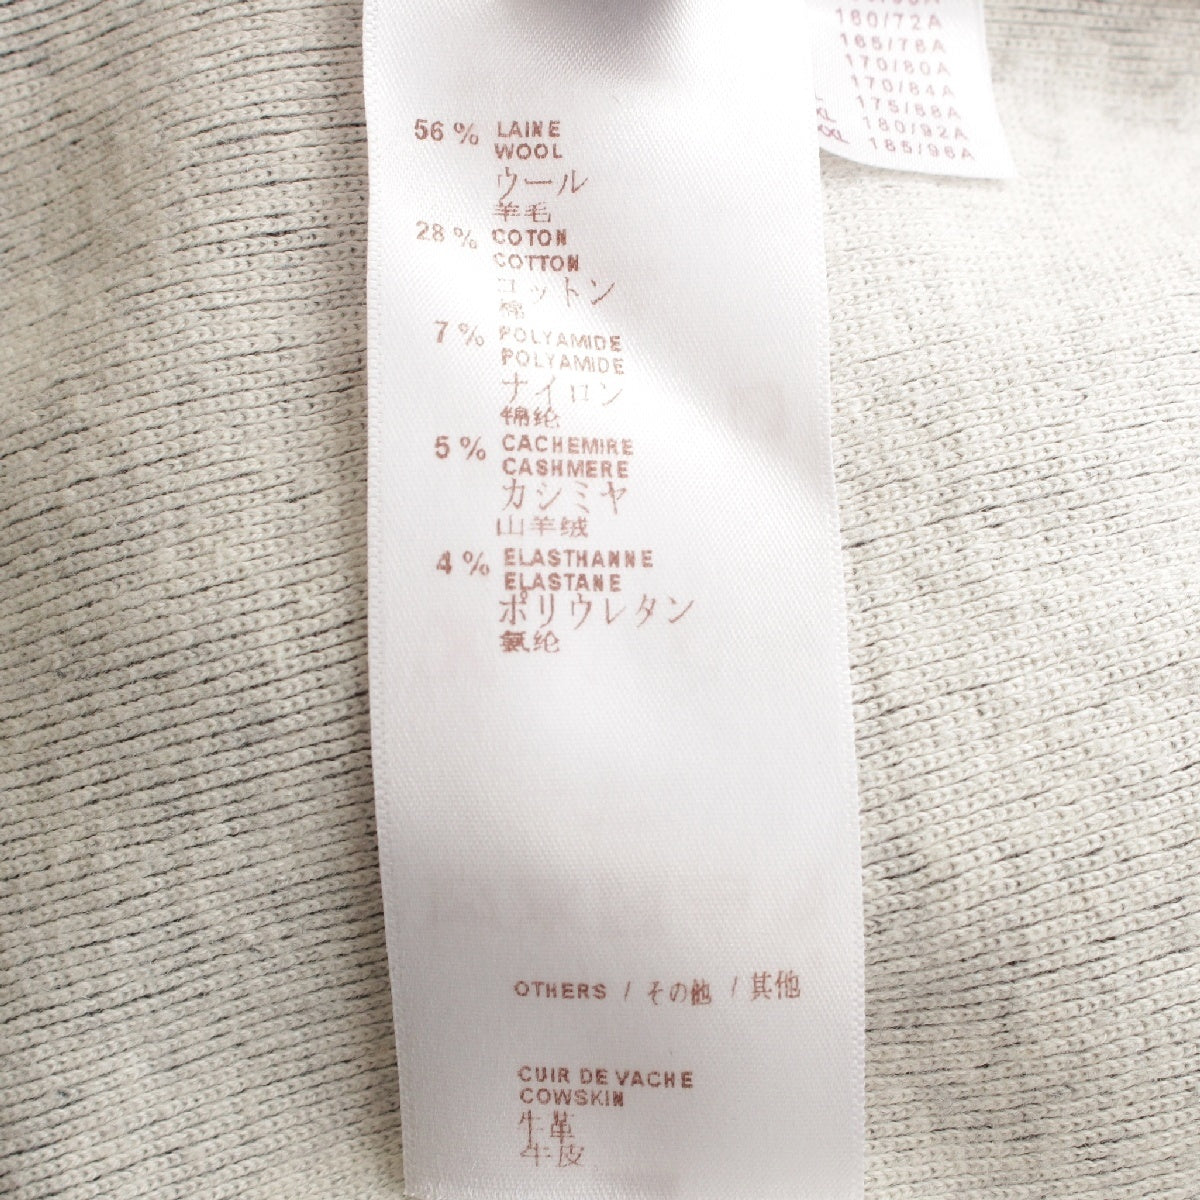 160/72A
165/76A
170/80A
170/84A
175/88A
180/92A
185/96A
56 % LAINE
WOOL
ウール
羊毛
28 % COTON
COTTON
コットン
棉
7 % POLYAMIDE
POLYAMIDE
ナイロン
锦纶
5 % CACHEMIRE
CASHMERE
カシミヤ
山羊绒
4 % ELASTHANNE
ELASTANE
ポリウレタン
氨纶
OTHERS / その他 / 其他
CUIR DE VACHE
COWSKIN
牛革
牛皮